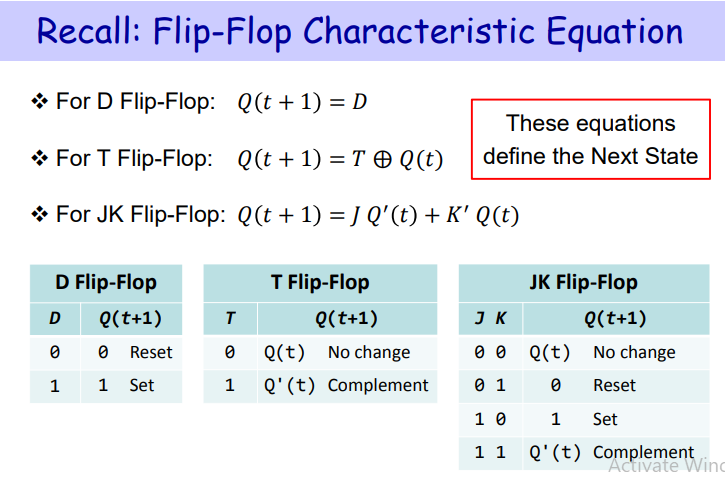 Recall: Flip-Flop Characteristic Equation
❖ For D Flip-Flop: Q(t + 1) = D
❖ For T Flip-Flop: Q(t + 1) = T ⊕ Q(t)
❖ For JK Flip-Flop: Q(t + 1) = J Q′(t) + K′ Q(t)
These equations
define the Next State
D Flip-Flop
D Q(t+1)
0 0 Reset
1 1 Set
T Flip-Flop
T Q(t+1)
0 Q(t) No change
1 Q'(t) Complement
JK Flip-Flop
J K Q(t+1)
0 0 Q(t) No change
0 1 0 Reset
1 0 1 Set
1 1 Q'(t) Complement
Activate Winc